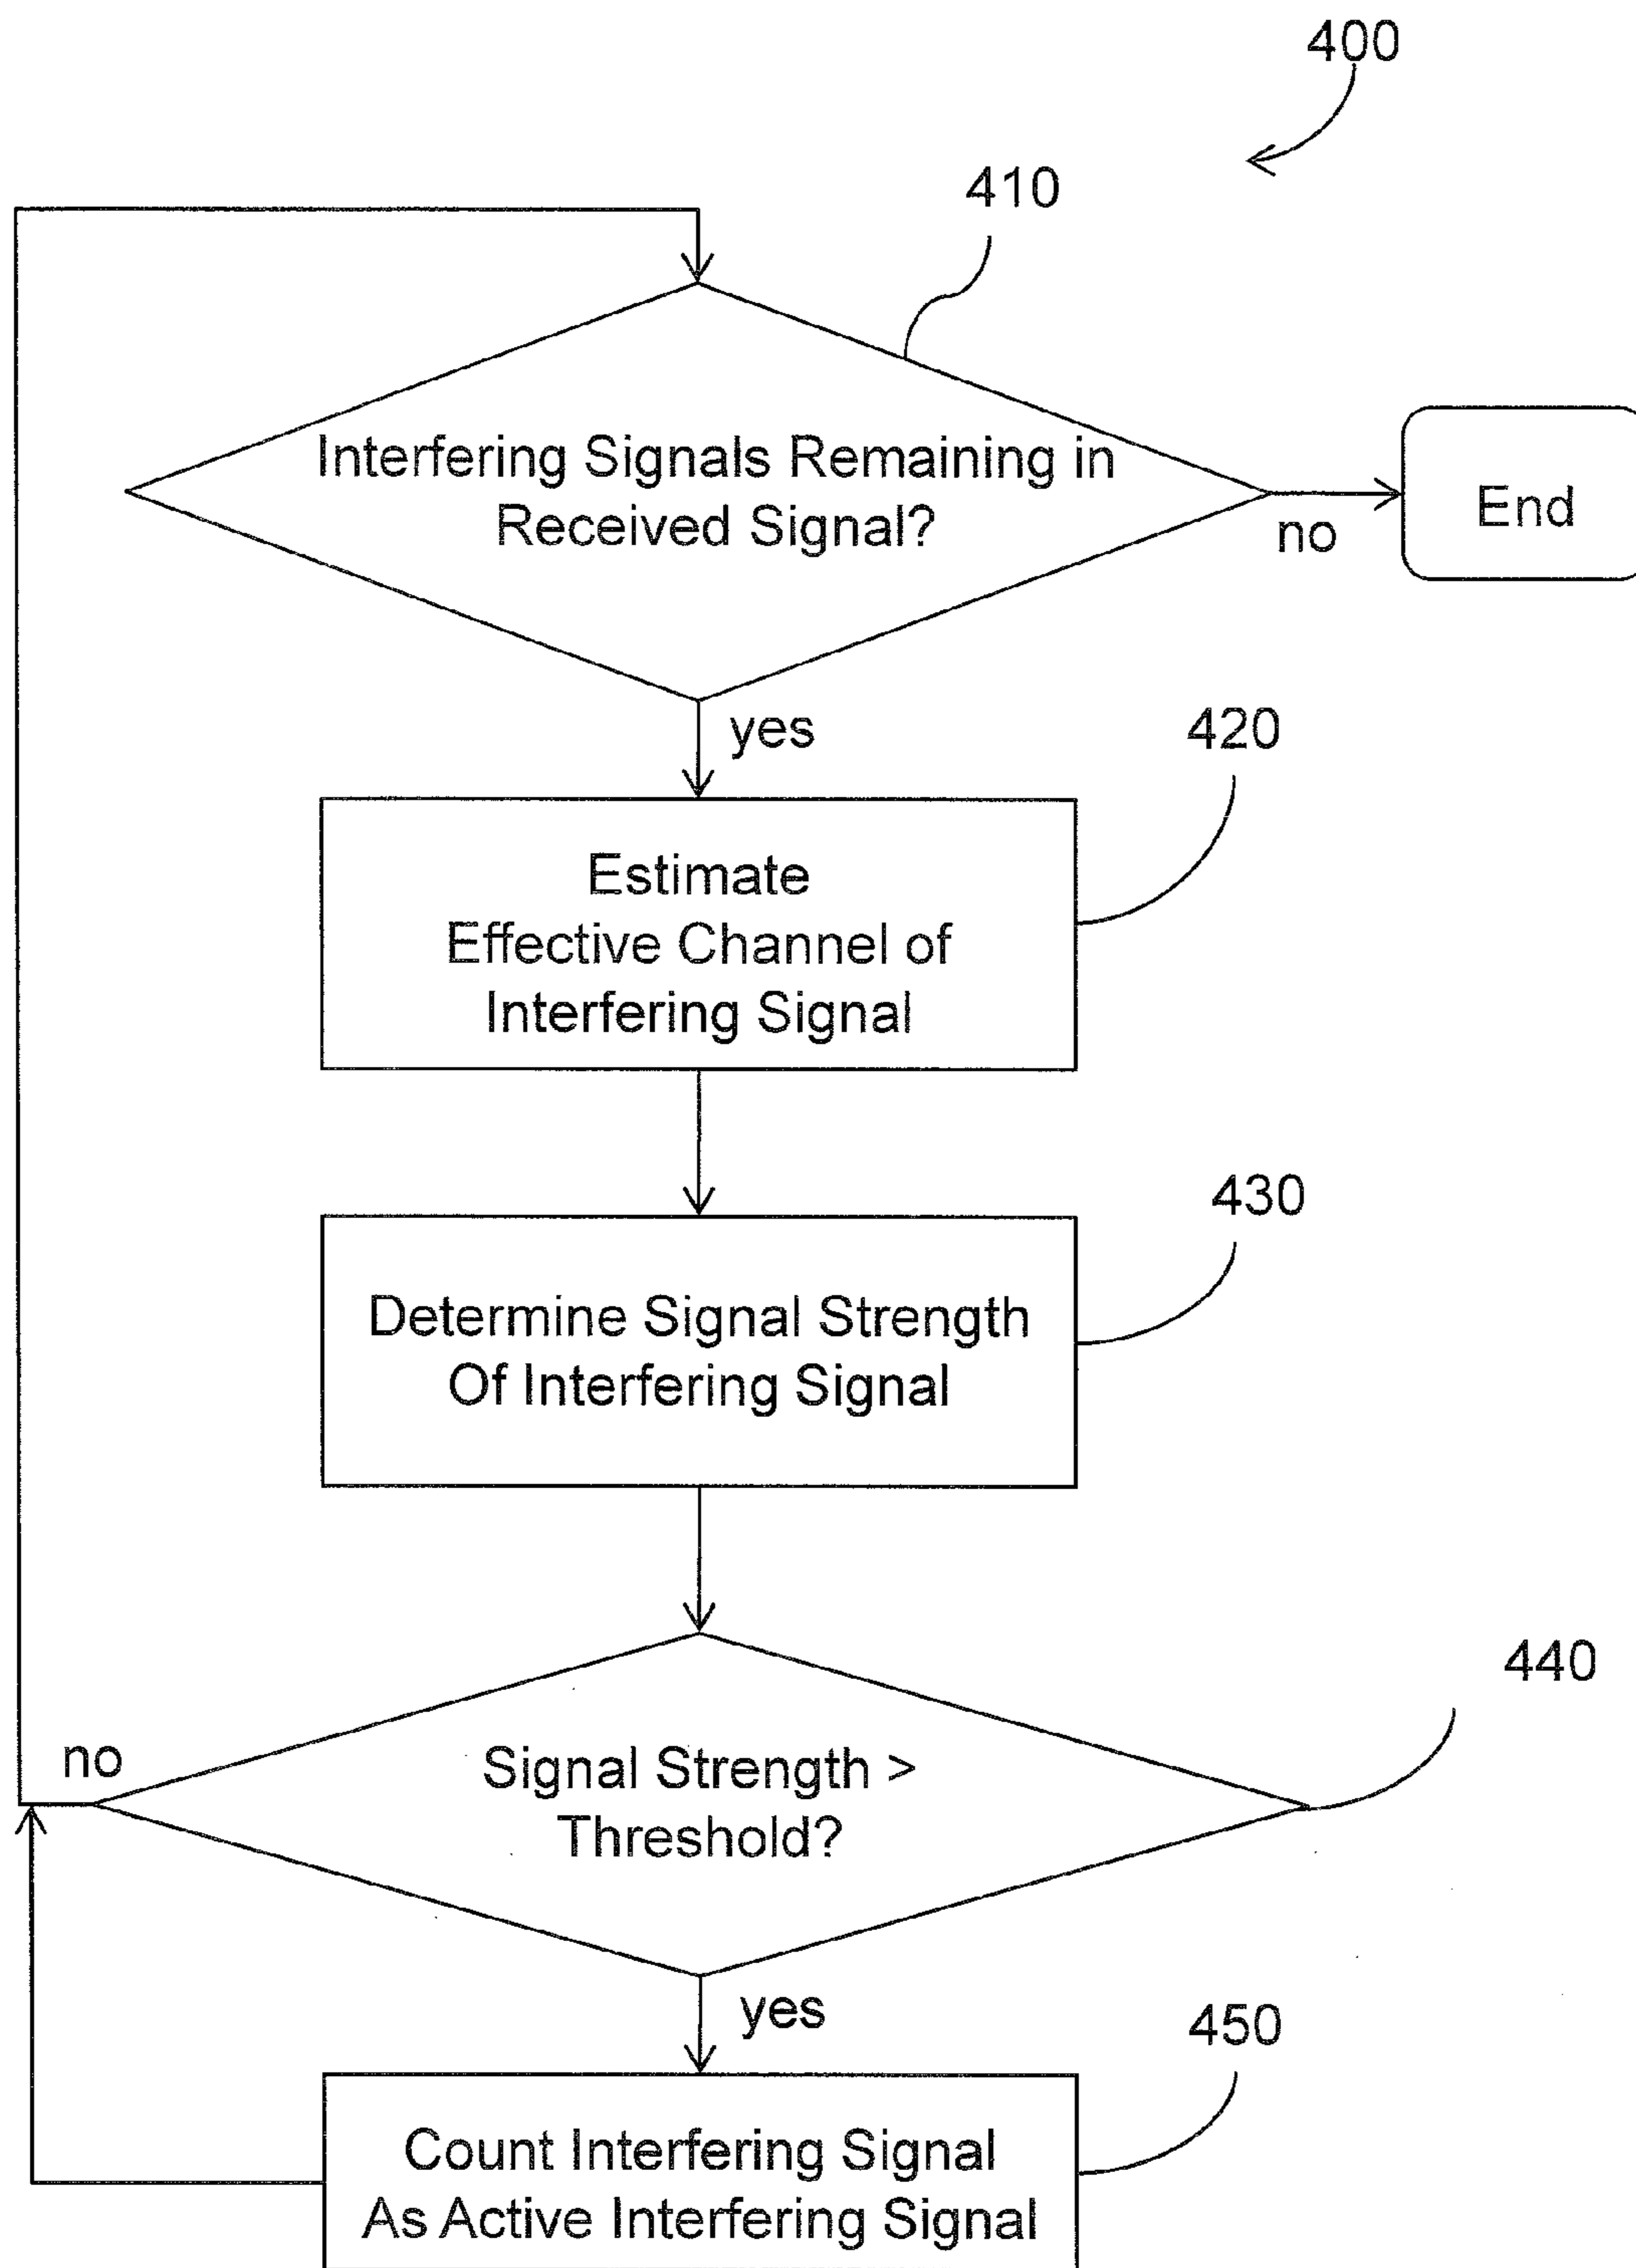 400
410
Interfering Signals Remaining in
Received Signal?
no
End
yes
420
Estimate
Effective Channel of
Interfering Signal
430
Determine Signal Strength
Of Interfering Signal
440
no
Signal Strength >
Threshold?
yes
450
Count Interfering Signal
As Active Interfering Signal